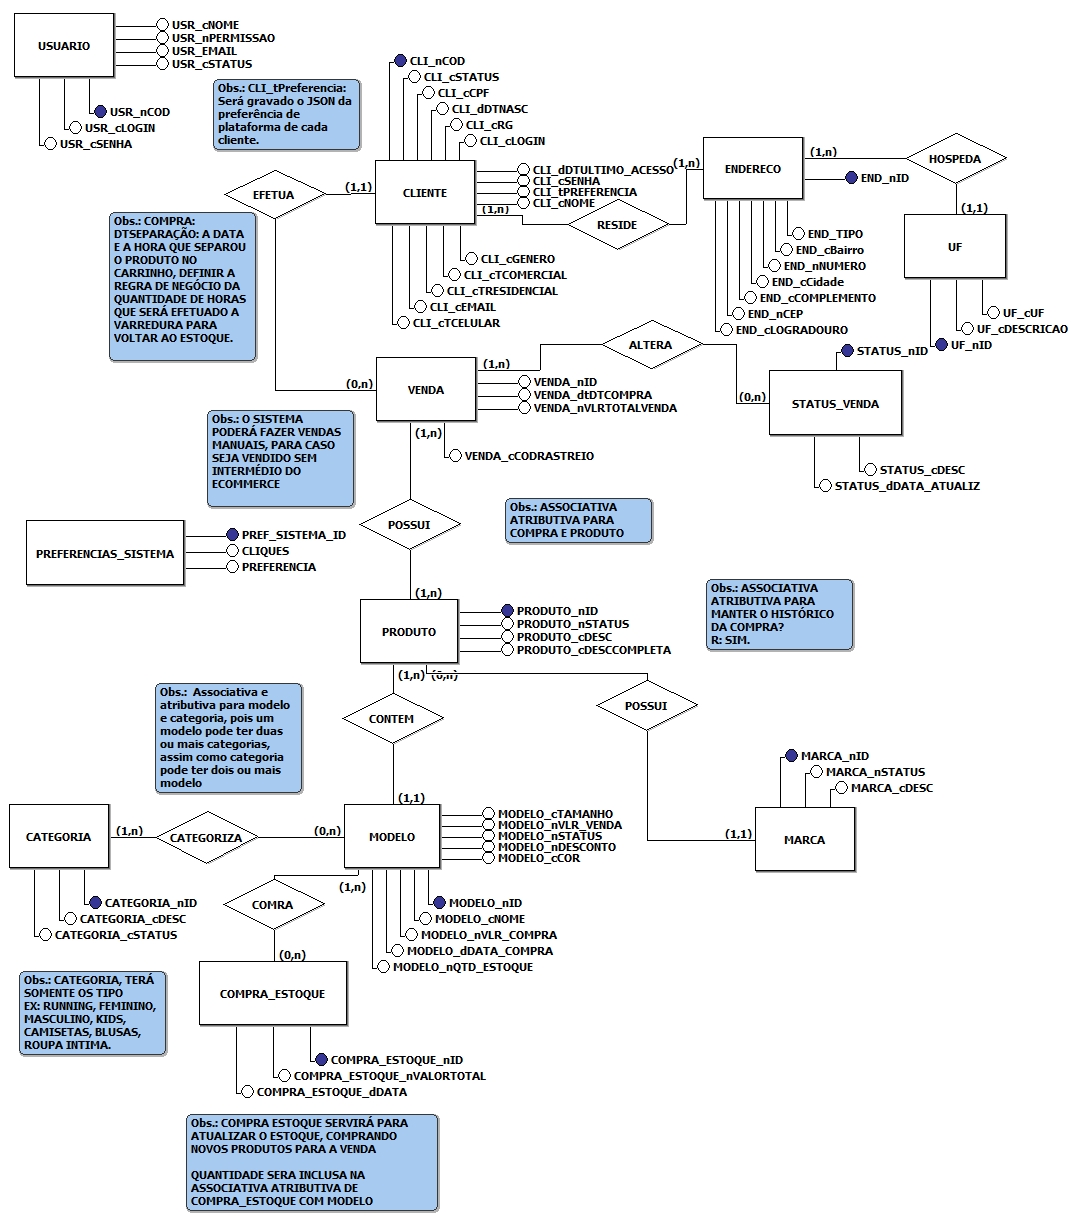 USUARIO
USR_cNOME
USR_nPERMISSAO
USR_EMAIL
USR_cSTATUS
USR_nCOD
USR_cLOGIN
USR_cSENHA
Obs.: CLI_tPreferencia:
Será gravado o JSON da
preferência de
plataforma de cada
cliente.
CLI_nCOD
CLI_cSTATUS
CLI_cCPF
CLI_dDTNASC
CLI_cRG
CLI_cLOGIN
CLIENTE
CLI_dDTULTIMO_ACESSO
CLI_cSENHA
CLI_tPREFERENCIA
CLI_cNOME
CLI_cGENERO
CLI_cTCOMERCIAL
CLI_cTRESIDENCIAL
CLI_cEMAIL
CLI_cTCELULAR
EFETUA
(1,1)
(1,n)
RESIDE
(1,n)
ENDERECO
(1,n)
HOSPEDA
END_nID
END_TIPO
END_cBairro
END_nNUMERO
END_cCidade
END_cCOMPLEMENTO
END_nCEP
END_cLOGRADOURO
(1,1)
UF
UF_cUF
UF_cDESCRICAO
UF_nID
Obs.: COMPRA:
DTSEPARAÇÃO: A DATA
E A HORA QUE SEPAROU
O PRODUTO NO
CARRINHO, DEFINIR A
REGRA DE NEGÓCIO DA
QUANTIDADE DE HORAS
QUE SERÁ EFETUADO A
VARREDURA PARA
VOLTAR AO ESTOQUE.
(0,n)
VENDA
(1,n)
ALTERA
(0,n)
VENDA_nID
VENDA_dtDTCOMPRA
VENDA_nVLRTOTALVENDA
VENDA_cCODRASTREIO
(1,n)
STATUS_nID
STATUS_VENDA
STATUS_cDESC
STATUS_dDATA_ATUALIZ
Obs.: O SISTEMA
PODERÁ FAZER VENDAS
MANUAIS, PARA CASO
SEJA VENDIDO SEM
INTERMÉDIO DO
ECOMMERCE
POSSUI
Obs.: ASSOCIATIVA
ATRIBUTIVA PARA
COMPRA E PRODUTO
PREFERENCIAS_SISTEMA
PREF_SISTEMA_ID
CLIQUES
PREFERENCIA
(1,n)
PRODUTO
PRODUTO_nID
PRODUTO_nSTATUS
PRODUTO_cDESC
PRODUTO_cDESCCOMPLETA
Obs.: ASSOCIATIVA
ATRIBUTIVA PARA
MANTER O HISTÓRICO
DA COMPRA?
R: SIM.
(1,n)
(0,n)
CONTEM
POSSUI
Obs.: Associativa e
atributiva para modelo
e categoria, pois um
modelo pode ter duas
ou mais categorias,
assim como categoria
pode ter dois ou mais
modelo
MARCA_nID
MARCA_nSTATUS
MARCA_cDESC
(1,1)
MARCA
(1,1)
CATEGORIA
(1,n)
CATEGORIZA
(0,n)
MODELO
MODELO_cTAMANHO
MODELO_nVLR_VENDA
MODELO_nSTATUS
MODELO_nDESCONTO
MODELO_cCOR
CATEGORIA_nID
CATEGORIA_cDESC
CATEGORIA_cSTATUS
(1,n)
COMRA
MODELO_nID
MODELO_cNOME
MODELO_nVLR_COMPRA
MODELO_dDATA_COMPRA
MODELO_nQTD_ESTOQUE
(0,n)
COMPRA_ESTOQUE
COMPRA_ESTOQUE_nID
COMPRA_ESTOQUE_nVALORTOTAL
COMPRA_ESTOQUE_dDATA
Obs.: CATEGORIA, TERÁ
SOMENTE OS TIPO
EX: RUNNING, FEMININO,
MASCULINO, KIDS,
CAMISETAS, BLUSAS,
ROUPA INTIMA.
Obs.: COMPRA ESTOQUE SERVIRÁ PARA
ATUALIZAR O ESTOQUE, COMPRANDO
NOVOS PRODUTOS PARA A VENDA
QUANTIDADE SERA INCLUSA NA
ASSOCIATIVA ATRIBUTIVA DE
COMPRA_ESTOQUE COM MODELO